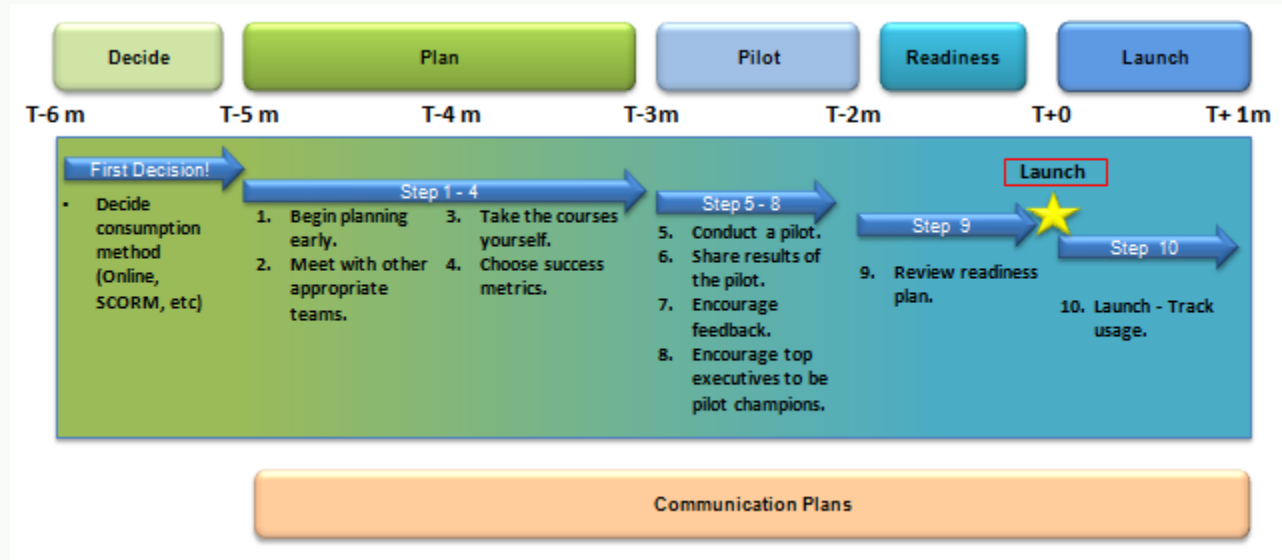 Decide
Plan
Pilot
Readiness
Launch
T-6 m
T-5 m
T-4 m
T-3m
T-2m
T+0
T+ 1m
First Decision!
• Decide
consumption
method
(Online,
SCORM, etc)
Step 1 - 4
1. Begin planning
early.
2. Meet with other
appropriate
teams.
3. Take the courses
yourself.
4. Choose success
metrics.
Step 5 - 8
5. Conduct a pilot.
6. Share results of
the pilot.
7. Encourage
feedback.
8. Encourage top
executives to be
pilot champions.
Step 9
9. Review readiness
plan.
Launch
Step 10
10. Launch - Track
usage.
Communication Plans